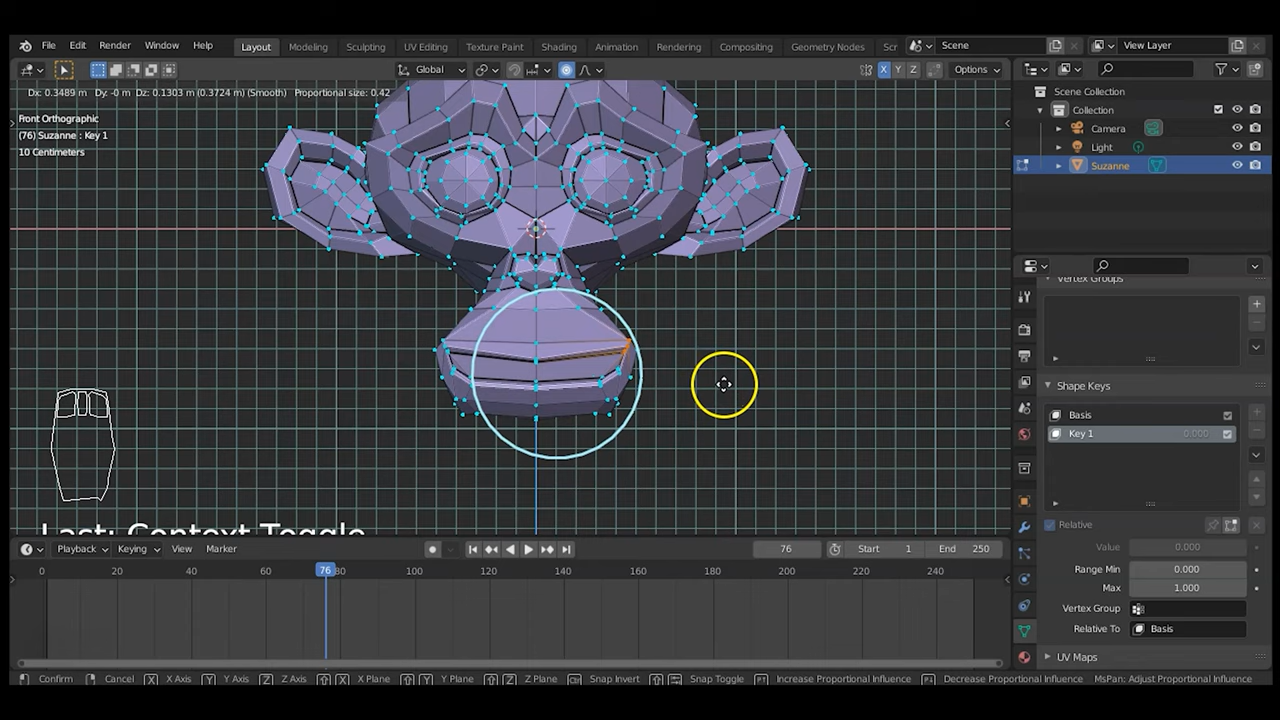 File Edit Render Window Help Layout Modeling Sculpting UV Editing Texture Paint Shading Animation Rendering Compositing Geometry Nodes Scr Scene View Layer
Global X Y Z Options
Dx: 0.3489 m Dy: -0 m Dz: 0.1303 m (0.3724 m) (Smooth) Proportional size: 0.42
Front Orthographic
(76) Suzanne : Key 1
10 Centimeters
Scene Collection
Collection
Camera
Light
Suzanne
Vertex Groups
Shape Keys
Basis
Key 1 0.000
Relative
Value 0.000
Range Min 0.000
Max 1.000
Vertex Group
Relative To Basis
UV Maps
Last: Context Toggle
Playback Keying View Marker 76 Start 1 End 250
0 20 40 60 76 80 100 120 140 160 180 200 220 240
Confirm Cancel X X Axis Y Y Axis Z Z Axis X X Plane Y Y Plane Z Z Plane Snap Invert Snap Toggle Increase Proportional Influence Decrease Proportional Influence MsPan: Adjust Proportional Influence